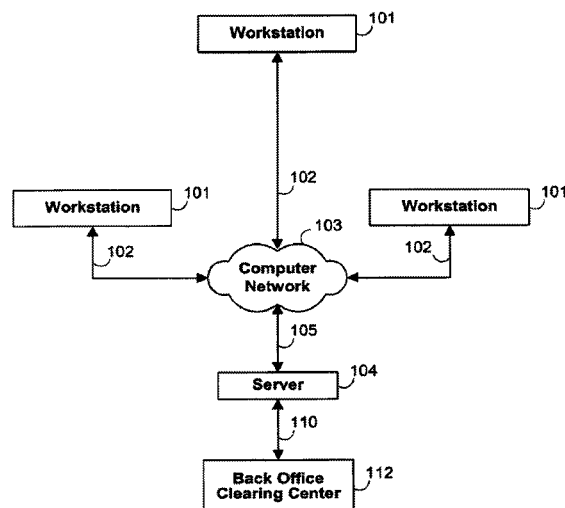 Workstation
101
102
101
Workstation
102
101
Workstation
102
103
Computer
Network
105
Server
104
110
Back Office
Clearing Center
112